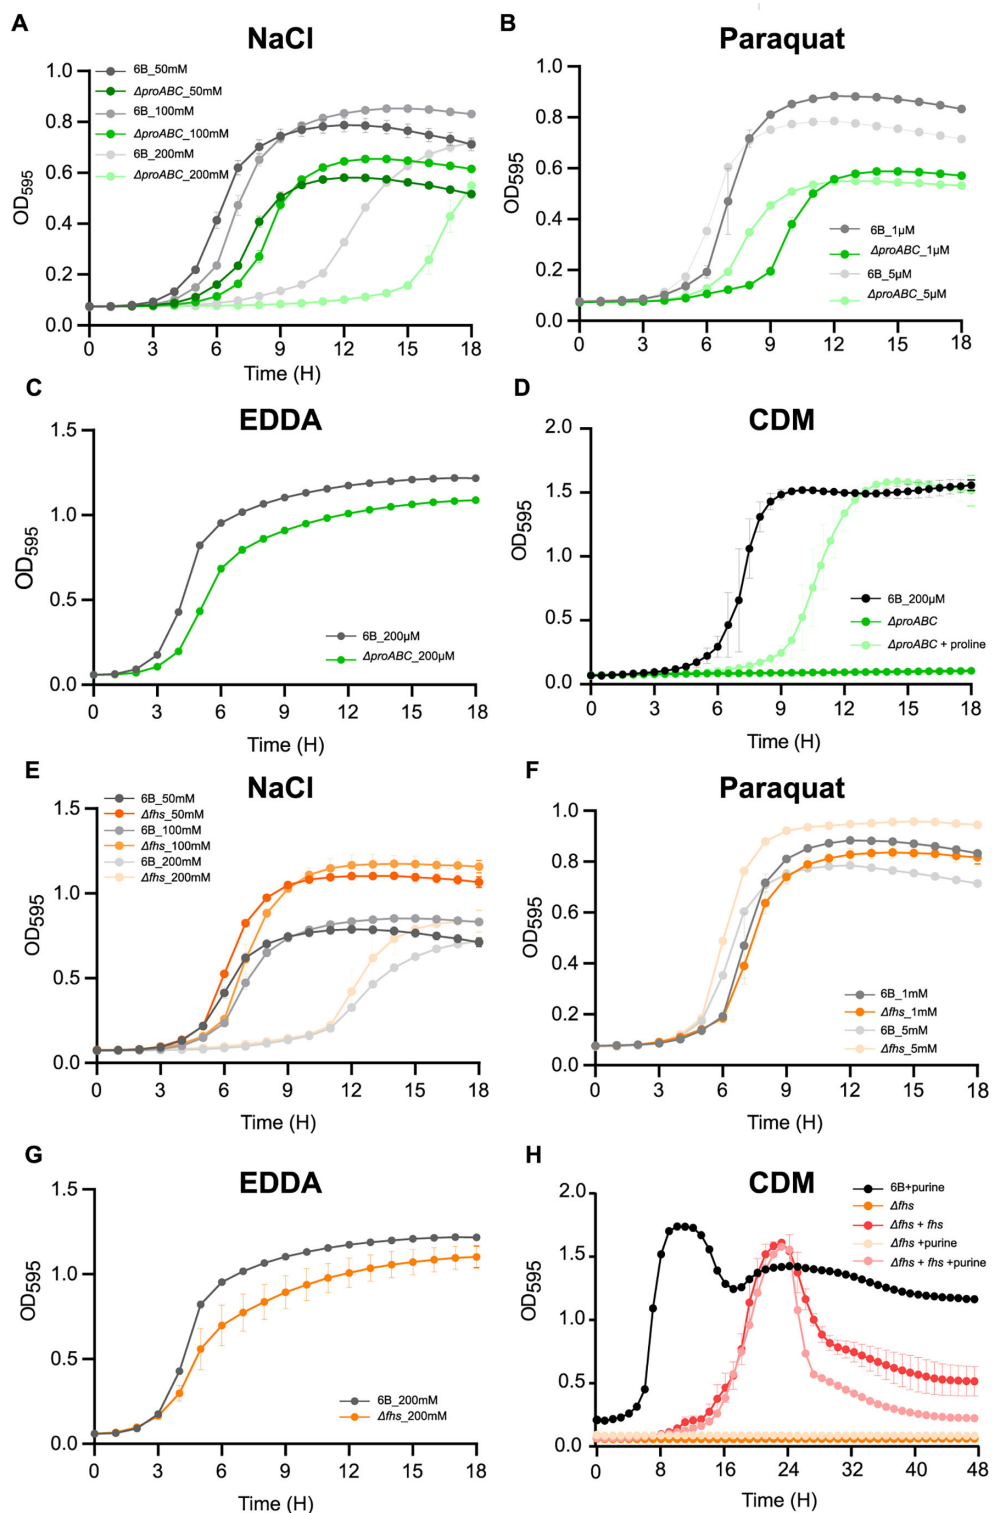 A
NaCl
OD595
1.0
0.8
0.6
0.4
0.2
0.0
6B_50mM
ΔproABC_50mM
6B_100mM
ΔproABC_100mM
6B_200mM
ΔproABC_200mM
0 3 6 9 12 15 18
Time (H)
B
Paraquat
OD595
1.0
0.8
0.6
0.4
0.2
0.0
6B_1µM
ΔproABC_1µM
6B_5µM
ΔproABC_5µM
0 3 6 9 12 15 18
C
EDDA
OD595
1.5
1.0
0.5
0.0
6B_200µM
ΔproABC_200µM
0 3 6 9 12 15 18
Time (H)
D
CDM
OD595
2.0
1.5
1.0
0.5
0.0
6B_200µM
ΔproABC
ΔproABC + proline
0 3 6 9 12 15 18
Time (H)
E
NaCl
OD595
1.5
1.0
0.5
0.0
6B_50mM
Δfhs_50mM
6B_100mM
Δfhs_100mM
6B_200mM
Δfhs_200mM
0 3 6 9 12 15 18
Time (H)
F
Paraquat
OD595
1.0
0.8
0.6
0.4
0.2
0.0
6B_1mM
Δfhs_1mM
6B_5mM
Δfhs_5mM
0 3 6 9 12 15 18
Time (H)
G
EDDA
OD595
1.5
1.0
0.5
0.0
6B_200mM
Δfhs_200mM
0 3 6 9 12 15 18
Time (H)
H
CDM
OD595
2.0
1.5
1.0
0.5
0.0
6B+purine
Δfhs
Δfhs + fhs
Δfhs +purine
Δfhs + fhs +purine
0 8 16 24 32 40 48
Time (H)